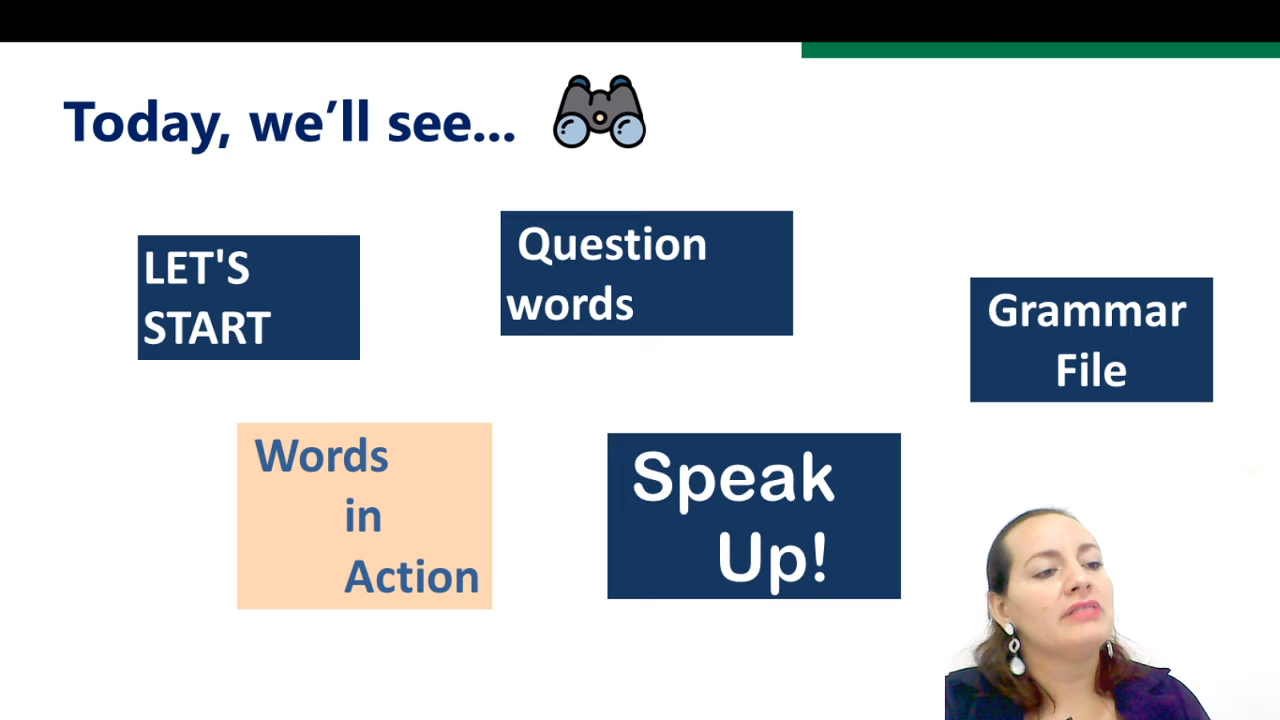 Today, we’ll see...
LET'S
START
Question
words
Grammar
File
Words
in
Action
Speak
Up!